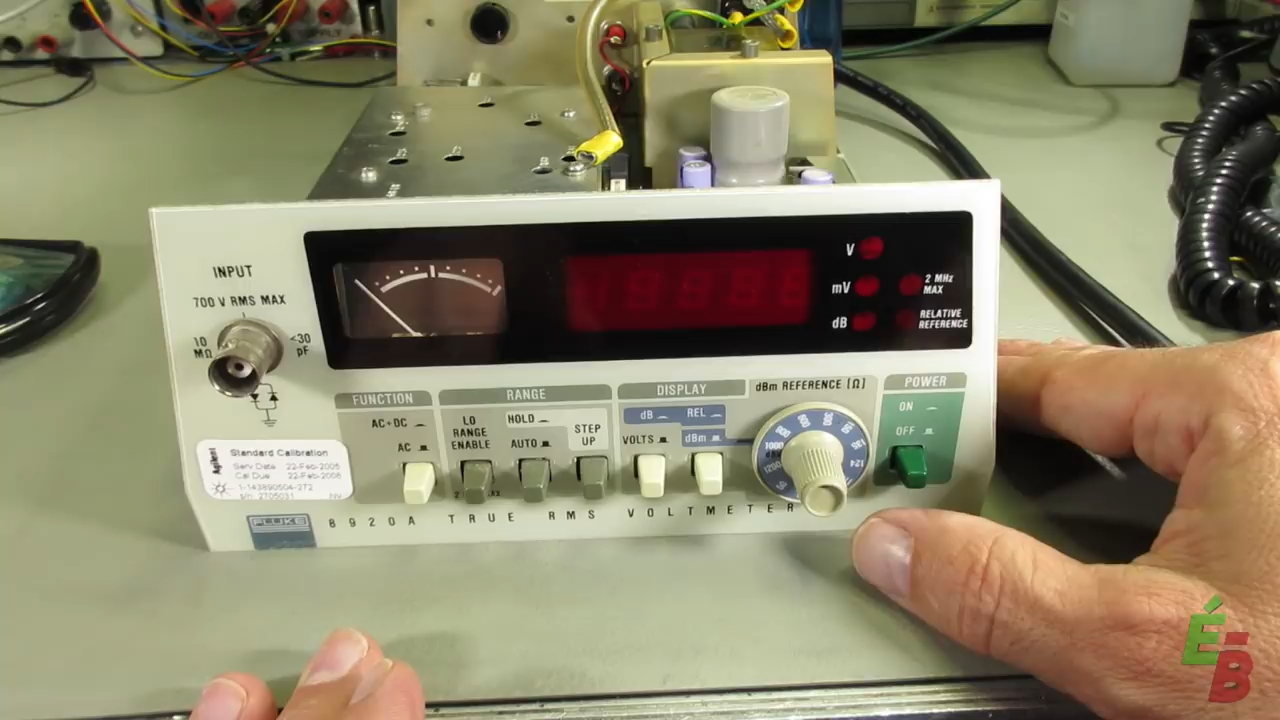 INPUT
700 V RMS MAX
10 MΩ
<30 pF
V
mV
dB
2 MHz MAX
RELATIVE REFERENCE
FUNCTION
AC+DC
AC
RANGE
LO RANGE ENABLE
HOLD
AUTO
STEP UP
DISPLAY
dB
REL
VOLTS
dBm
dBm REFERENCE [Ω]
POWER
ON
OFF
Agilent
Standard Calibration
Serv Date 22-Feb-2005
Cal Due 22-Feb-2006
FLUKE
8920A TRUE RMS VOLTMETER
ÉB